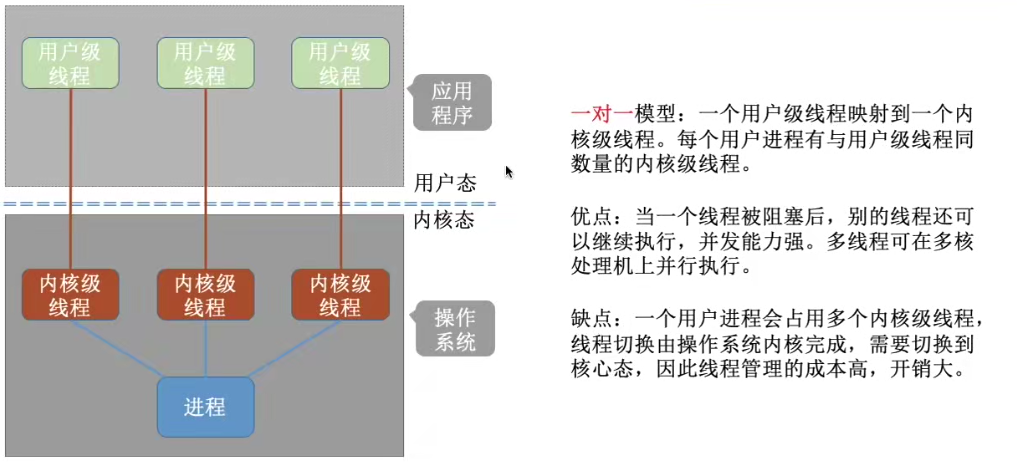 用户级
线程
用户级
线程
用户级
线程
应用
程序
用户态
内核态
内核级
线程
内核级
线程
内核级
线程
操作
系统
进程
一对一模型：一个用户级线程映射到一个内
核级线程。每个用户进程有与用户级线程同
数量的内核级线程。
优点：当一个线程被阻塞后，别的线程还可
以继续执行，并发能力强。多线程可在多核
处理机上并行执行。
缺点：一个用户进程会占用多个内核级线程，
线程切换由操作系统内核完成，需要切换到
核心态，因此线程管理的成本高，开销大。